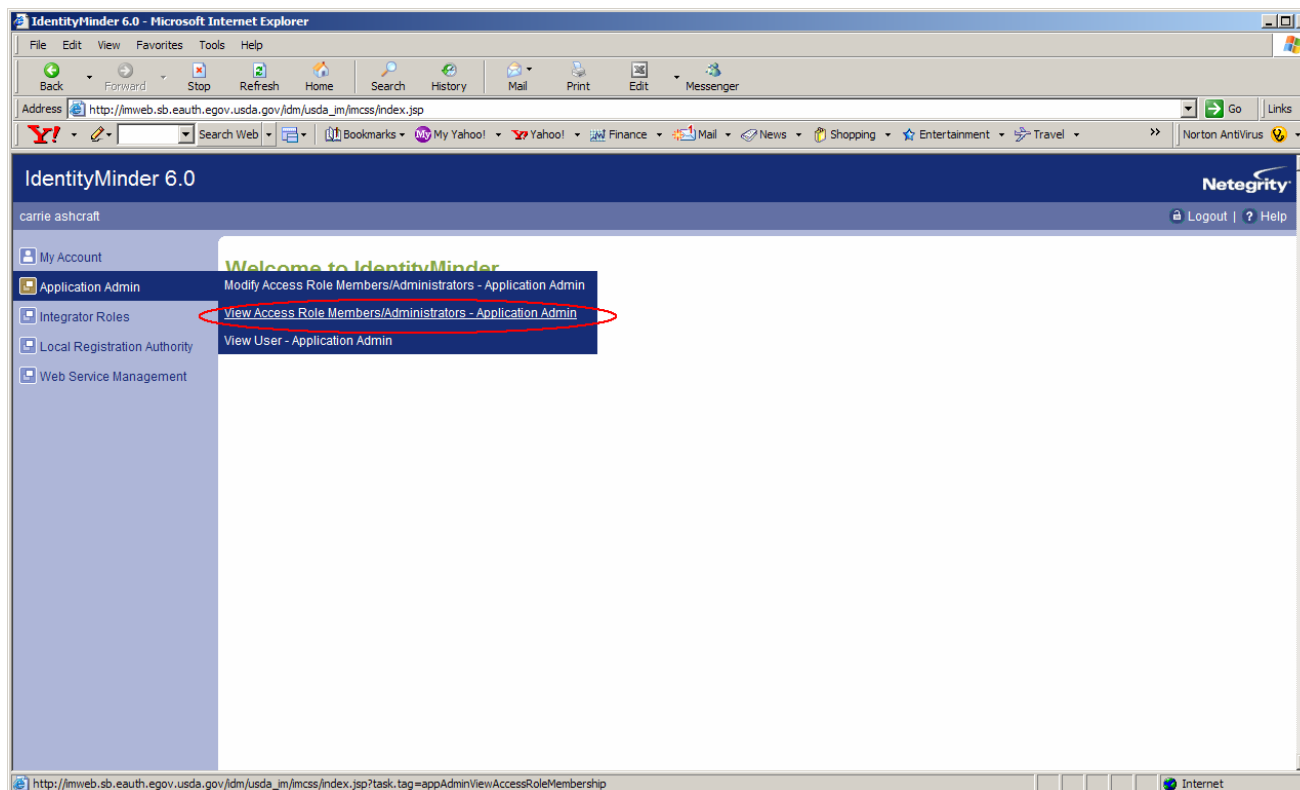 IdentityMinder 6.0 - Microsoft Internet Explorer
File Edit View Favorites Tools Help
Back Forward Stop Refresh Home Search History Mail Print Edit Messenger
Address http://imweb.sb.eauth.egov.usda.gov/idm/usda_im/imcss/index.jsp Go Links
Y! Search Web Bookmarks My Yahoo! Yahoo! Finance Mail News Shopping Entertainment Travel >> Norton AntiVirus
IdentityMinder 6.0
Netegrity
carrie ashcraft
Logout | ? Help
My Account
Welcome to IdentityMinder
Application Admin
Modify Access Role Members/Administrators - Application Admin
Integrator Roles
View Access Role Members/Administrators - Application Admin
Local Registration Authority
View User - Application Admin
Web Service Management
http://imweb.sb.eauth.egov.usda.gov/idm/usda_im/imcss/index.jsp?task.tag=appAdminViewAccessRoleMembership Internet